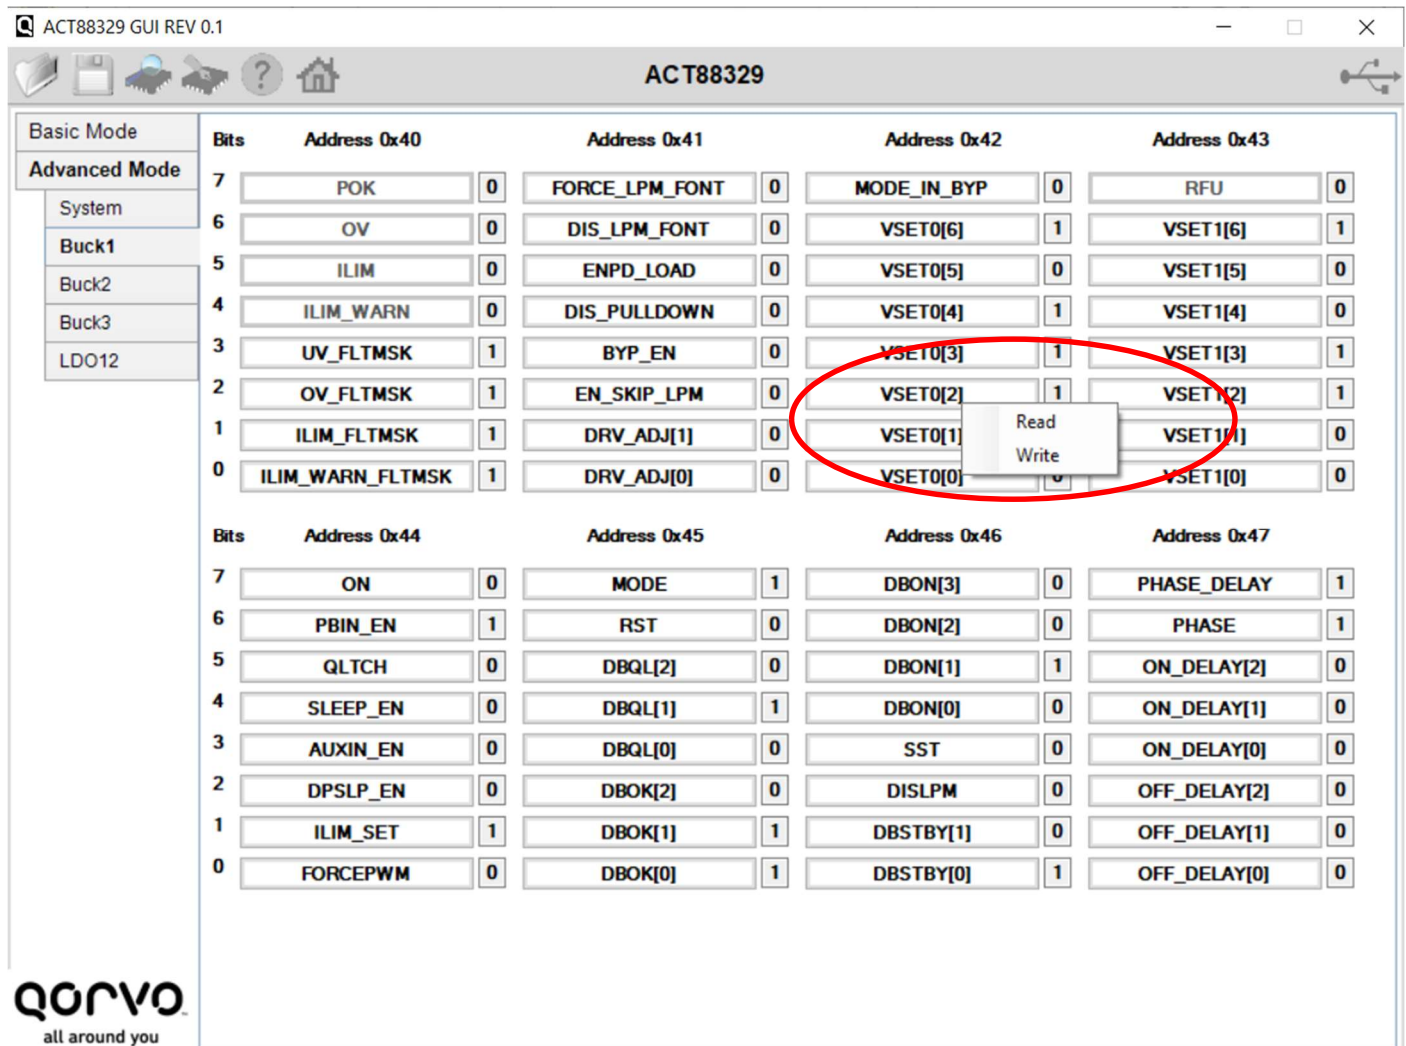 ACT88329 GUI REV 0.1
ACT88329
Basic Mode
Advanced Mode
System
Buck1
Buck2
Buck3
LDO12
Bits Address 0x40 Address 0x41 Address 0x42 Address 0x43
7 POK 0 FORCE_LPM_FONT 0 MODE_IN_BYP 0 RFU 0
6 OV 0 DIS_LPM_FONT 0 VSET0[6] 1 VSET1[6] 1
5 ILIM 0 ENPD_LOAD 0 VSET0[5] 0 VSET1[5] 0
4 ILIM_WARN 0 DIS_PULLDOWN 0 VSET0[4] 1 VSET1[4] 0
3 UV_FLTMSK 1 BYP_EN 0 VSET0[3] 1 VSET1[3] 1
2 OV_FLTMSK 1 EN_SKIP_LPM 0 VSET0[2] 1 VSET1[2] 1
1 ILIM_FLTMSK 1 DRV_ADJ[1] 0 VSET0[1] VSET1[1] 0
0 ILIM_WARN_FLTMSK 1 DRV_ADJ[0] 0 VSET0[0] 0 VSET1[0] 0
Read
Write
Bits Address 0x44 Address 0x45 Address 0x46 Address 0x47
7 ON 0 MODE 1 DBON[3] 0 PHASE_DELAY 1
6 PBIN_EN 1 RST 0 DBON[2] 0 PHASE 1
5 QLTCH 0 DBQL[2] 0 DBON[1] 1 ON_DELAY[2] 0
4 SLEEP_EN 0 DBQL[1] 1 DBON[0] 0 ON_DELAY[1] 0
3 AUXIN_EN 0 DBQL[0] 0 SST 0 ON_DELAY[0] 0
2 DPSLP_EN 0 DBOK[2] 0 DISLPM 0 OFF_DELAY[2] 0
1 ILIM_SET 1 DBOK[1] 1 DBSTBY[1] 0 OFF_DELAY[1] 0
0 FORCEPWM 0 DBOK[0] 1 DBSTBY[0] 1 OFF_DELAY[0] 0
QORVO
all around you